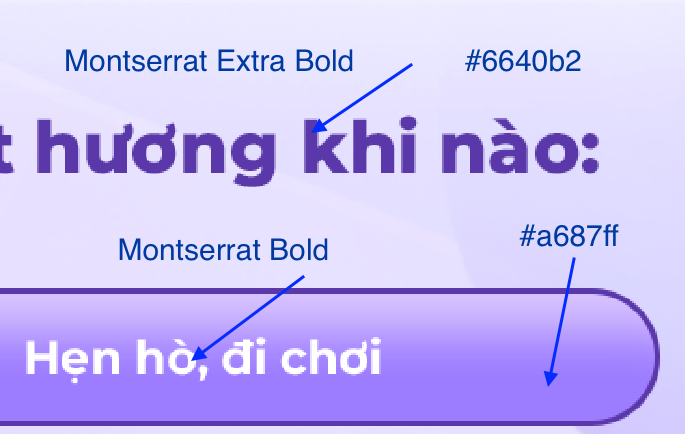 Montserrat Extra Bold #6640b2
t hương khi nào:
Montserrat Bold #a687ff
Hẹn hò, đi chơi